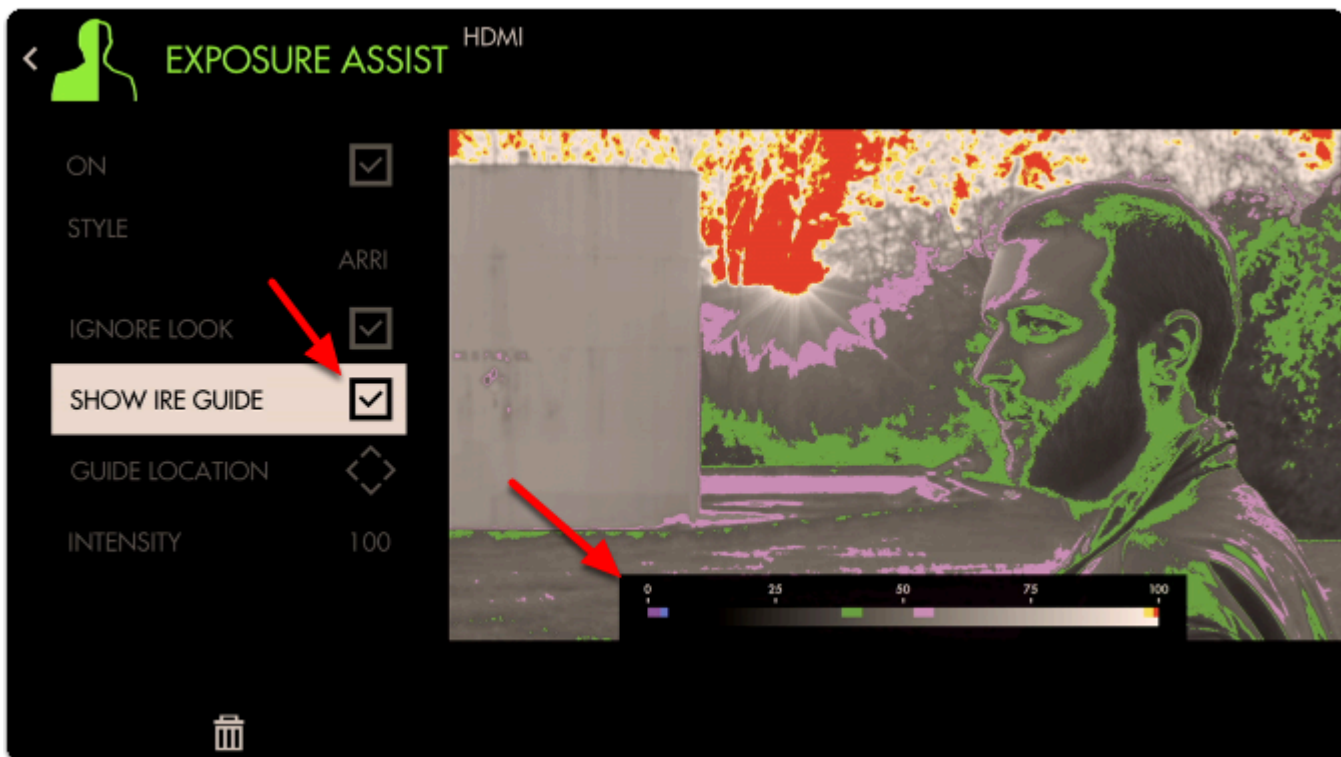 EXPOSURE ASSIST
HDMI
ON
STYLE
ARRI
IGNORE LOOK
SHOW IRE GUIDE
GUIDE LOCATION
INTENSITY 100
0 25 50 75 100